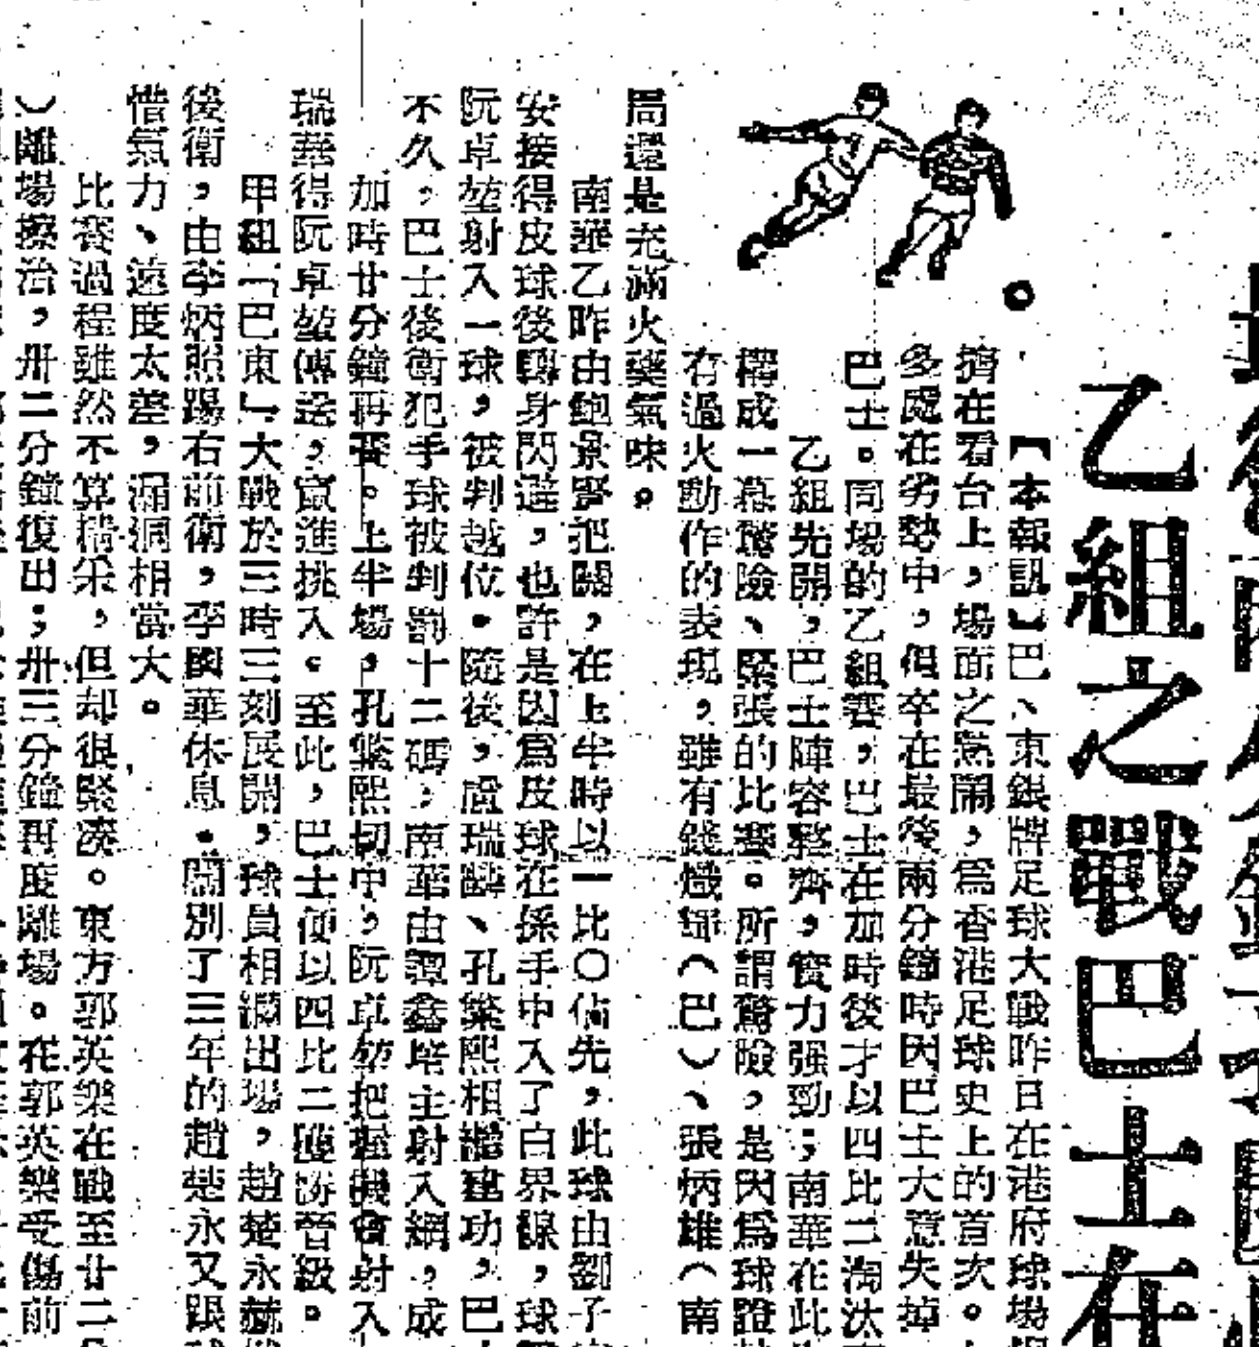 乙組之戰巴士在
【本報訊】巴、東銀牌足球大戰昨日在港府球場
擠在看台上，場面之熱鬧，爲香港足球史上的首次。
多處在劣勢中，但卒在最後兩分鐘時因巴士大意失掉
巴士。同場的乙組賽，巴士在加時後才以四比二淘汰
乙組先開，巴士陣容整齊，實力强勁；南華在此
構成一幕驚險、緊張的比賽。所謂驚險，是因爲球證
有過火動作的表現，雖有錢熾輝（巴）、張炳雄（南
局還是充滿火藥氣味。
南華乙昨由鮑景賢把關，在上半時以一比〇佔先，此球由劉子
安接得皮球後轉身閃避，也許是因爲皮球在孫手中入了白界線，球
阮卓堃射入一球，被判越位。隨後，盧瑞麟、孔縈熙相繼建功，巴
不久，巴士後衛犯手球被判罰十二碼，南華由譚鑫培主射入網，成
加時廿分鐘再賽。上半場，孔縈熙切中，阮卓堃把握機會射入
瑞華得阮卓堃傳送，竄進挑入。至此，巴士便以四比二獲勝晉級。
甲組「巴東」大戰於三時三刻展開，球員相繼出場，趙楚永
後衛，由李炳照踢右前衛，李國華休息。闊別了三年的趙楚永又跟
惜氣力、速度太差，漏洞相當大。
比賽過程雖然不算精采，但却很緊湊。東方郭英樂在戰至廿二
）離場擦治，卅二分鐘復出；卅三分鐘再度離場。在郭英樂受傷前